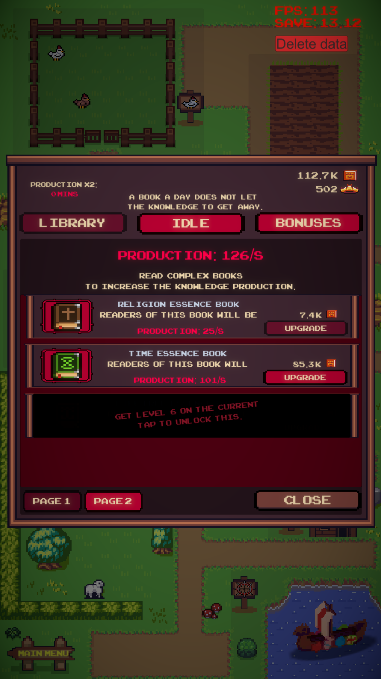 FPS: 113
SAVE: 13-18
Delete data
112,7K
PRODUCTION X2:
0 MINS
502
A BOOK A DAY DOES NOT LET
THE KNOWLEDGE TO GET AWAY.
LIBRARY
IDLE
BONUSES
PRODUCTION: 126/S
READ COMPLEX BOOKS
TO INCREASE THE KNOWLEDGE PRODUCTION.
RELIGION ESSENCE BOOK
READERS OF THIS BOOK WILL BE
7,4K
PRODUCTION: 25/S
UPGRADE
TIME ESSENCE BOOK
READERS OF THIS BOOK WILL
85,3K
PRODUCTION: 101/S
UPGRADE
GET LEVEL 6 ON THE CURRENT
TAP TO UNLOCK THIS.
PAGE 1
PAGE 2
CLOSE
MAIN MENU